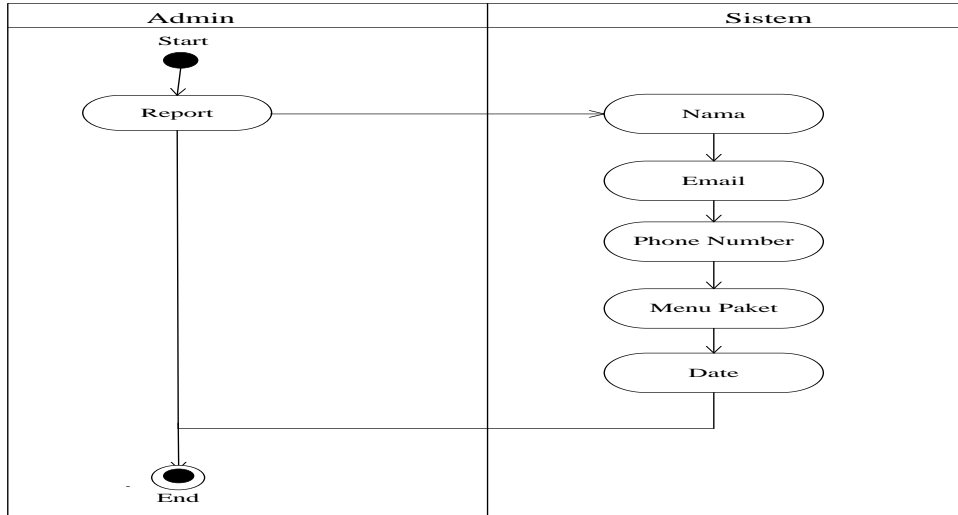 Admin
Sistem
Start
Report
Nama
Email
Phone Number
Menu Paket
Date
End